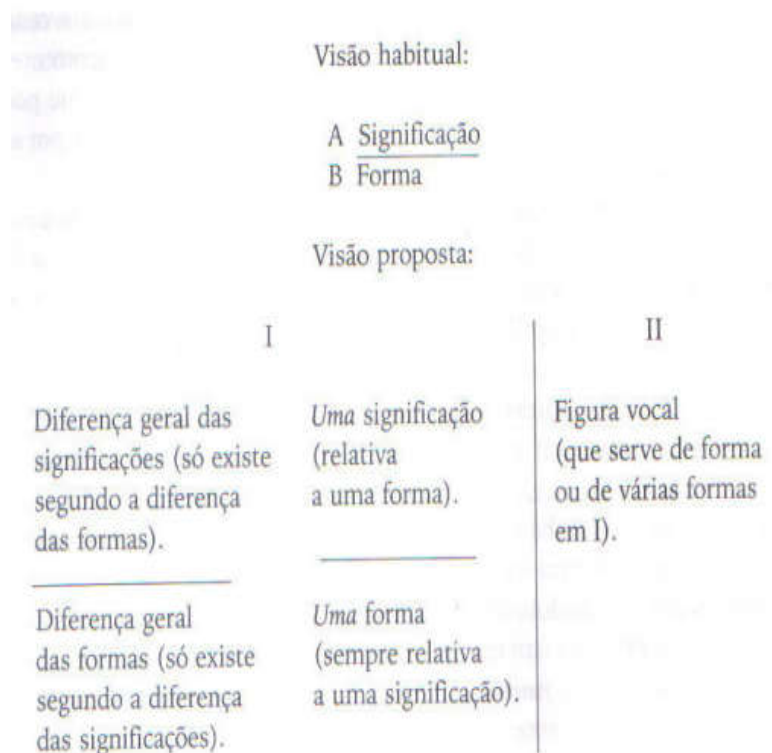 Visão habitual:
A Significação
B Forma
Visão proposta:
I
Diferença geral das
significações (só existe
segundo a diferença
das formas).
Diferença geral
das formas (só existe
segundo a diferença
das significações).
Uma significação
(relativa
a uma forma).
Uma forma
(sempre relativa
a uma significação).
II
Figura vocal
(que serve de forma
ou de várias formas
em I).